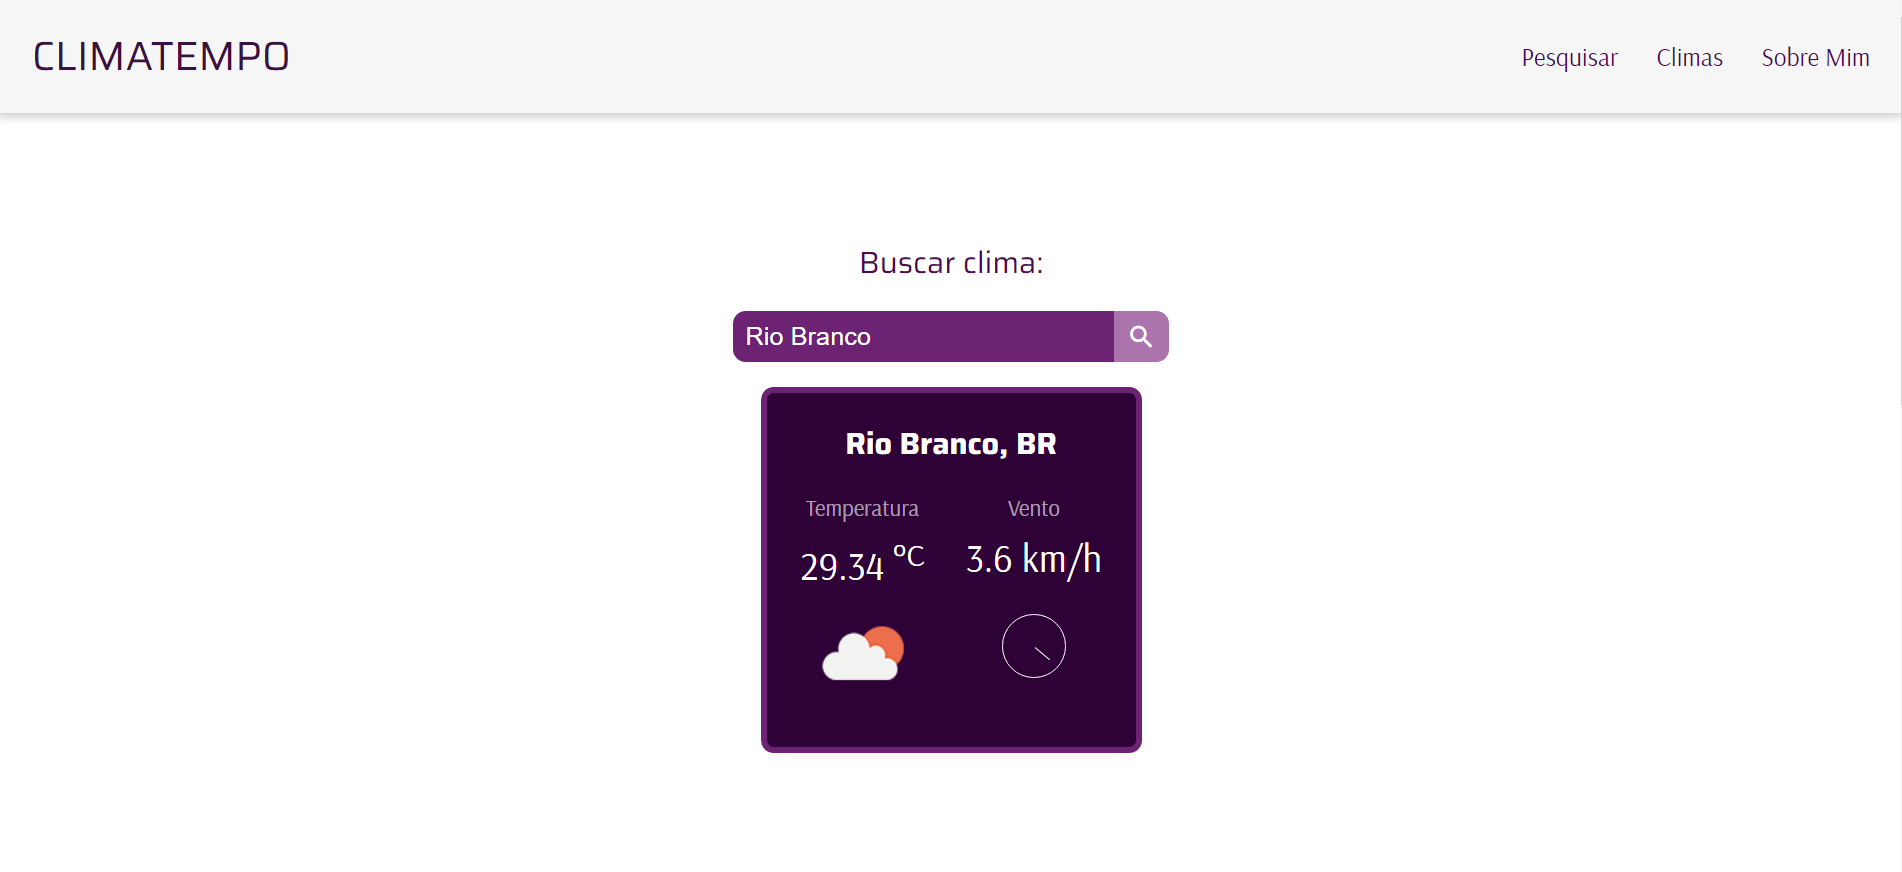 CLIMATEMPO
Pesquisar Climas Sobre Mim
Buscar clima:
Rio Branco
Rio Branco, BR
Temperatura Vento
29.34 ºC 3.6 km/h